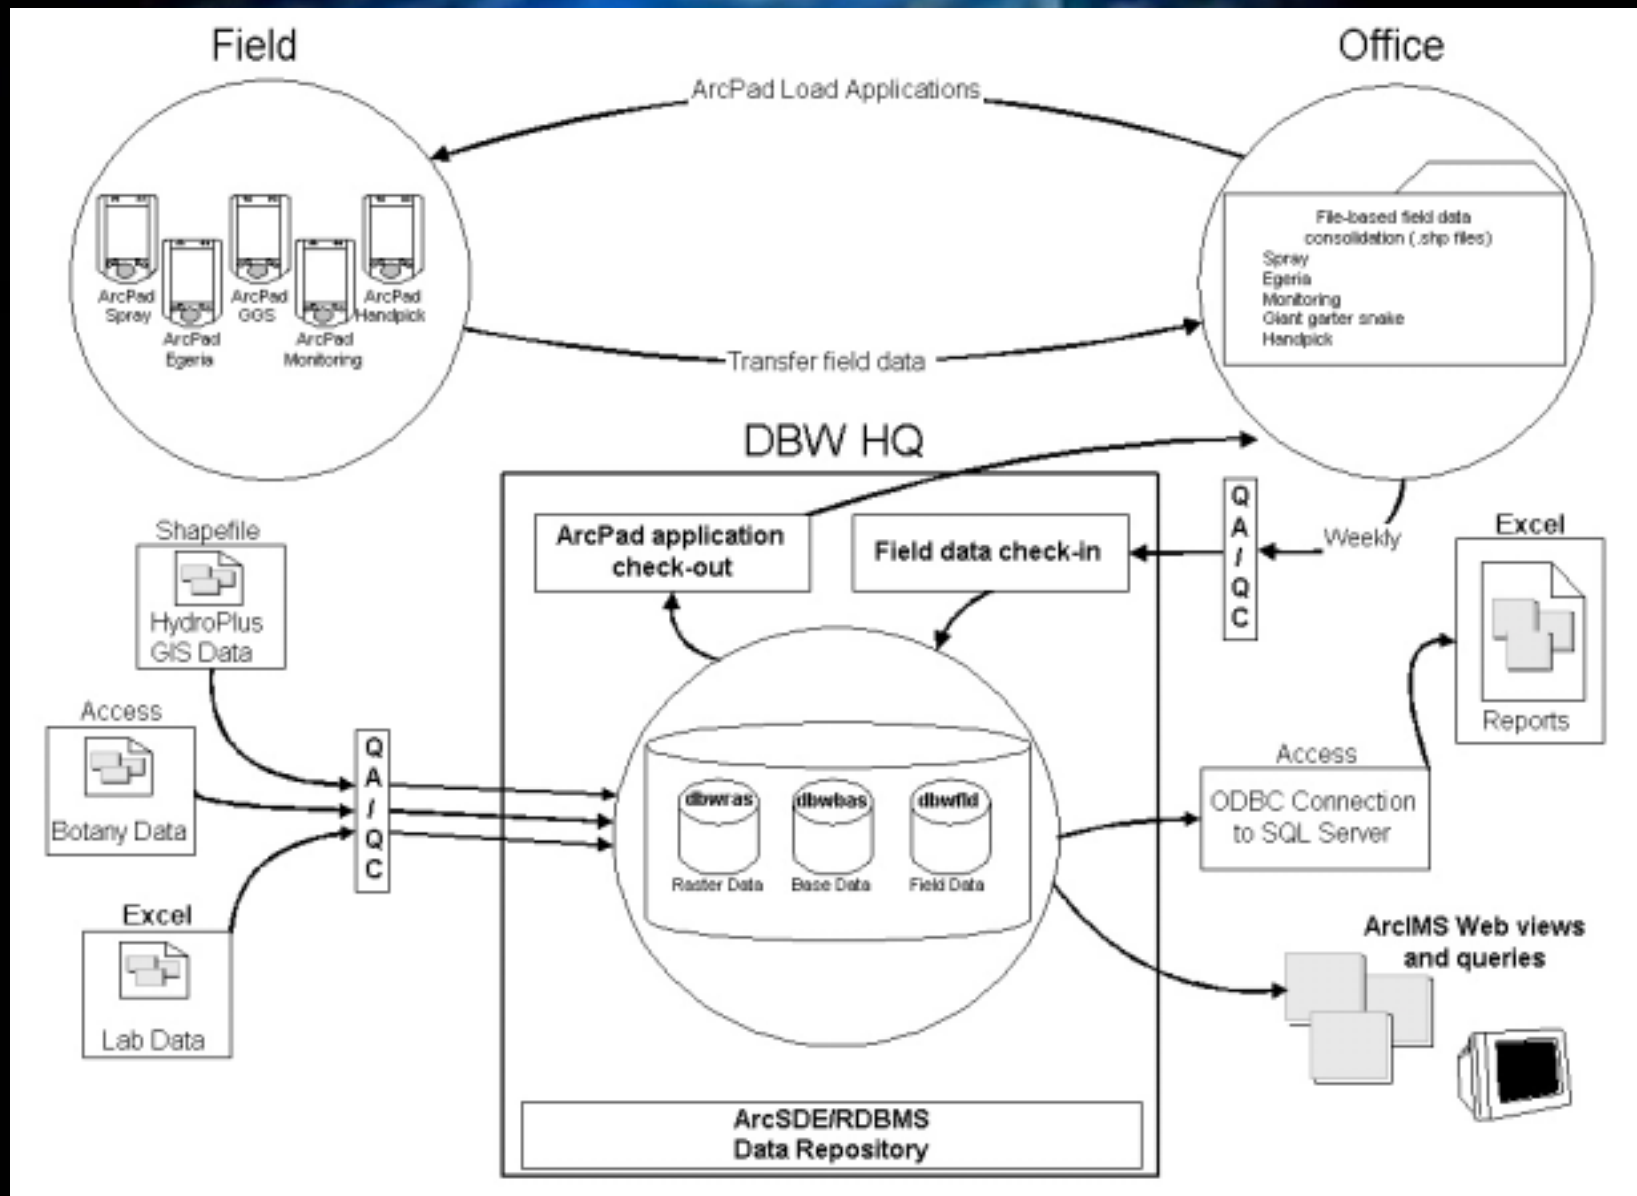 Field
Office
ArcPad Load Applications
File-based field data
consolidation (.shp files)
Spray
Egeria
Monitoring
Giant garter snake
Handpick
ArcPad
Spray
ArcPad
GGS
ArcPad
Handpick
ArcPad
Egeria
ArcPad
Monitoring
Transfer field data
DBW HQ
ArcPad application
check-out
Field data check-in
QA/QC
Weekly
Shapefile
HydroPlus
GIS Data
Access
Botany Data
Excel
Lab Data
QA/QC
dbwras
Raster Data
dbwbas
Base Data
dbwfld
Field Data
Excel
Reports
Access
ODBC Connection
to SQL Server
ArcIMS Web views
and queries
ArcSDE/RDBMS
Data Repository